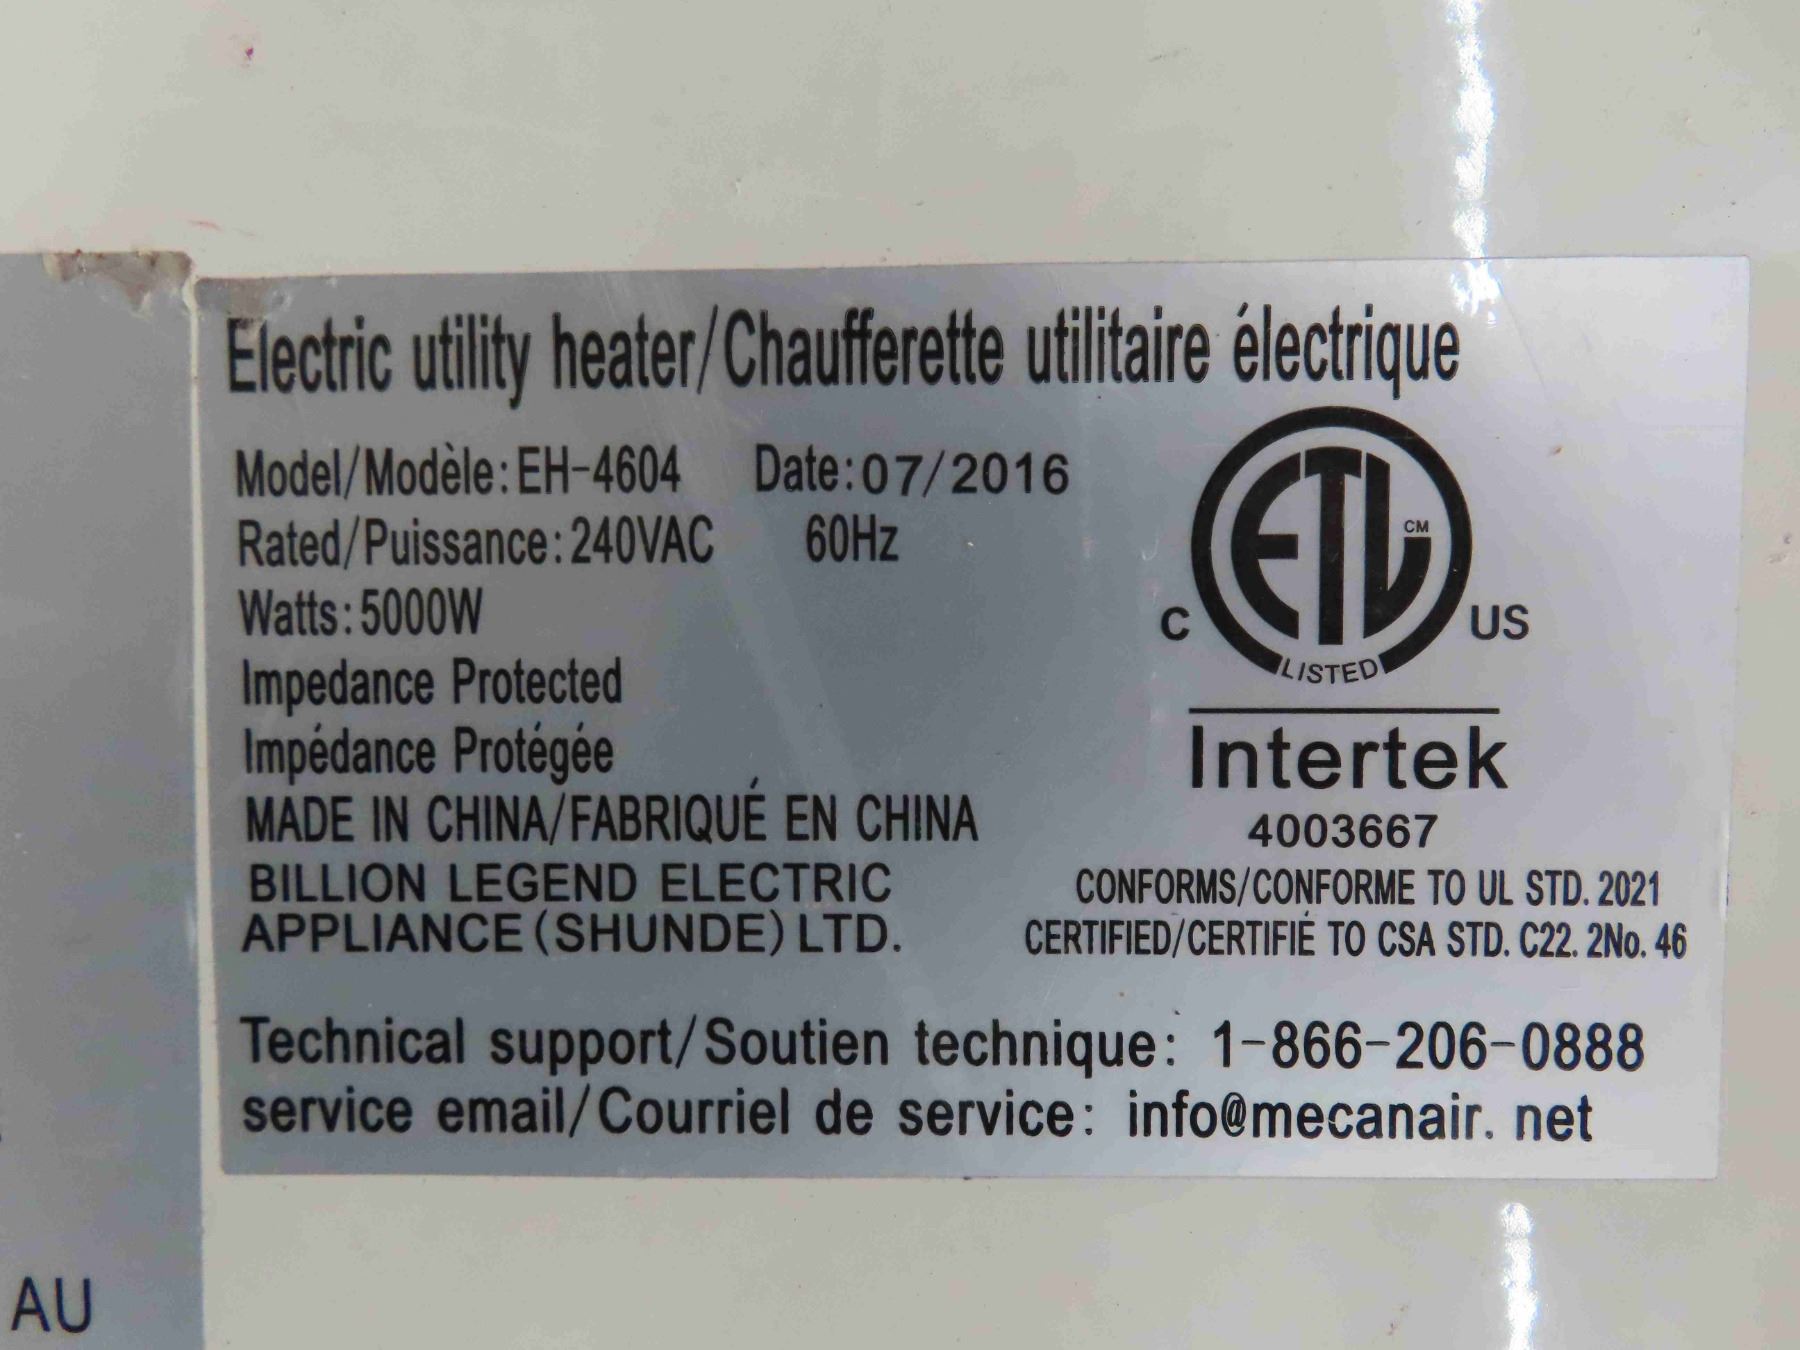 Electric utility heater/Chaufferette utilitaire électrique
Model/Modèle: EH-4604 Date: 07/2016
Rated/Puissance: 240VAC 60Hz
Watts: 5000W
Impedance Protected
Impédance Protégée
MADE IN CHINA/FABRIQUÉ EN CHINA
BILLION LEGEND ELECTRIC
APPLIANCE (SHUNDE) LTD.
ETL CM
C US
LISTED
Intertek
4003667
CONFORMS/CONFORME TO UL STD. 2021
CERTIFIED/CERTIFIÉ TO CSA STD. C22. 2No. 46
Technical support/Soutien technique: 1-866-206-0888
service email/Courriel de service: info@mecanair. net
AU